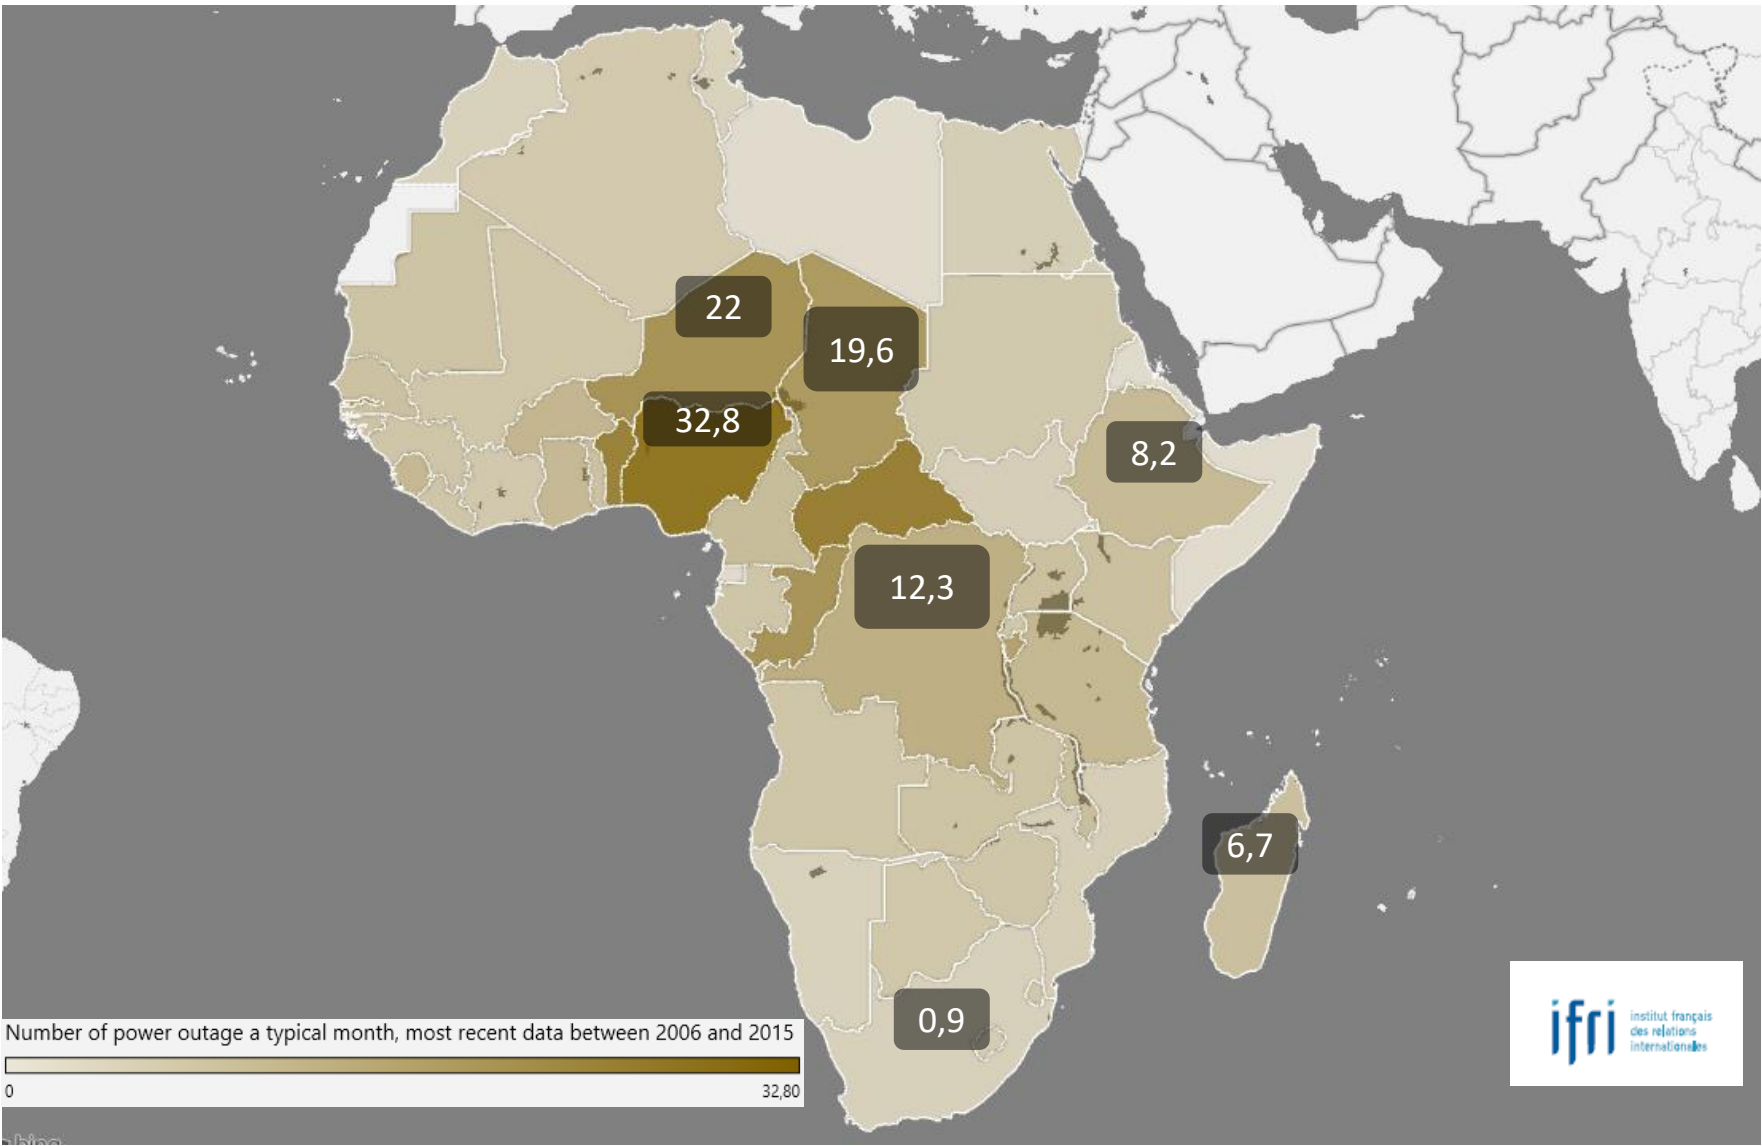 22
19,6
32,8
8,2
12,3
6,7
0,9
Number of power outage a typical month, most recent data between 2006 and 2015
0
32,80
ifri
institut français
des relations
internationales
bing